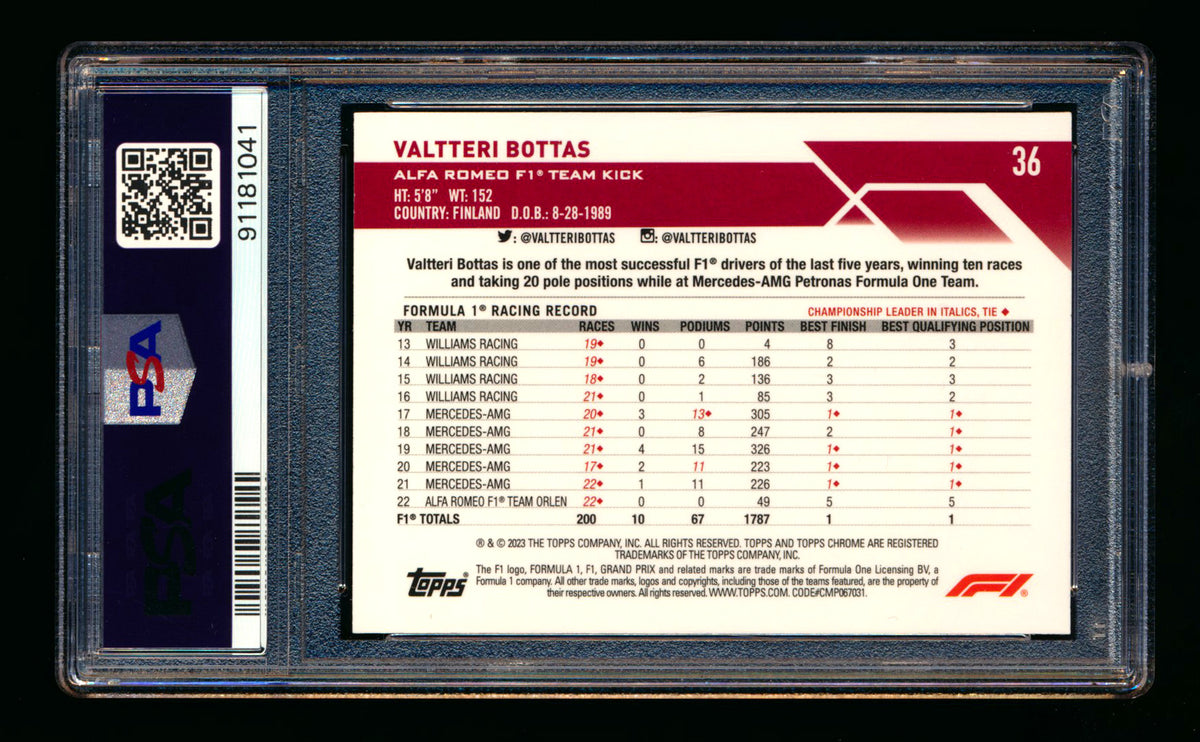 91181041
PSA
PSA
VALTTERI BOTTAS
36
ALFA ROMEO F1® TEAM KICK
HT: 5'8" WT: 152
COUNTRY: FINLAND D.O.B.: 8-28-1989
: @VALTTERIBOTTAS : @VALTTERIBOTTAS
Valtteri Bottas is one of the most successful F1® drivers of the last five years, winning ten races
and taking 20 pole positions while at Mercedes-AMG Petronas Formula One Team.
FORMULA 1® RACING RECORD CHAMPIONSHIP LEADER IN ITALICS, TIE ♦
YR TEAM RACES WINS PODIUMS POINTS BEST FINISH BEST QUALIFYING POSITION
13 WILLIAMS RACING 19♦ 0 0 4 8 3
14 WILLIAMS RACING 19♦ 0 6 186 2 2
15 WILLIAMS RACING 18♦ 0 2 136 3 3
16 WILLIAMS RACING 21♦ 0 1 85 3 2
17 MERCEDES-AMG 20♦ 3 13♦ 305 1♦ 1♦
18 MERCEDES-AMG 21♦ 0 8 247 2 1♦
19 MERCEDES-AMG 21♦ 4 15 326 1♦ 1♦
20 MERCEDES-AMG 17♦ 2 11 223 1♦ 1♦
21 MERCEDES-AMG 22♦ 1 11 226 1♦ 1♦
22 ALFA ROMEO F1® TEAM ORLEN 22♦ 0 0 49 5 5
F1® TOTALS 200 10 67 1787 1 1
® & © 2023 THE TOPPS COMPANY, INC. ALL RIGHTS RESERVED. TOPPS AND TOPPS CHROME ARE REGISTERED
TRADEMARKS OF THE TOPPS COMPANY, INC.
The F1 logo, FORMULA 1, F1, GRAND PRIX and related marks are trade marks of Formula One Licensing BV, a
Formula 1 company. All other trade marks, logos and copyrights, including those of the teams featured, are the property of
their respective owners. All rights reserved. WWW.TOPPS.COM. CODE#CMP067031.
topps®
F1®